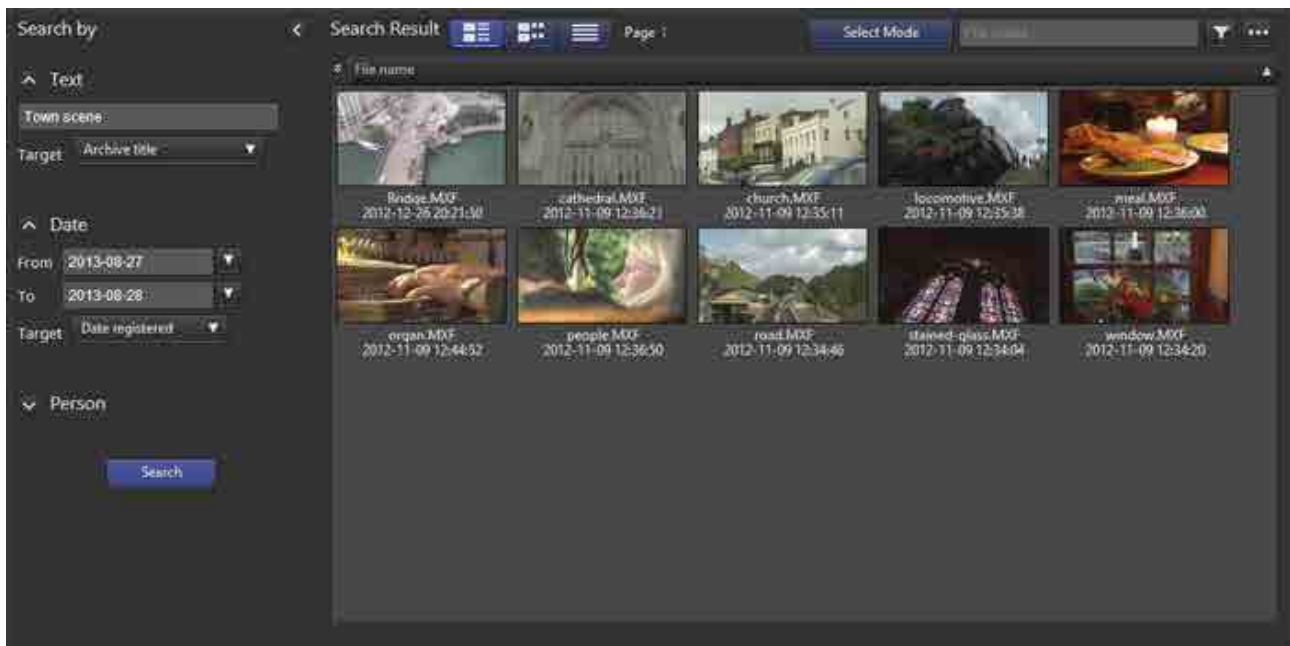 Search by
Search Result
Page
Select Mode
File name
Text
Town scene
Target Archive title
Date
From 2013-08-27
To 2013-08-28
Target Date registered
Person
Search
File name
Bridge.MXF cathedral.MXF church.MXF locomotive.MXF meal.MXF
2012-12-26 20:21:50 2012-11-09 12:36:21 2012-11-09 12:35:11 2012-11-09 12:35:38 2012-11-09 12:36:00
organ.MXF people.MXF road.MXF stained-glass.MXF window.MXF
2012-11-09 12:44:52 2012-11-09 12:36:50 2012-11-09 12:34:46 2012-11-09 12:34:04 2012-11-09 12:34:20